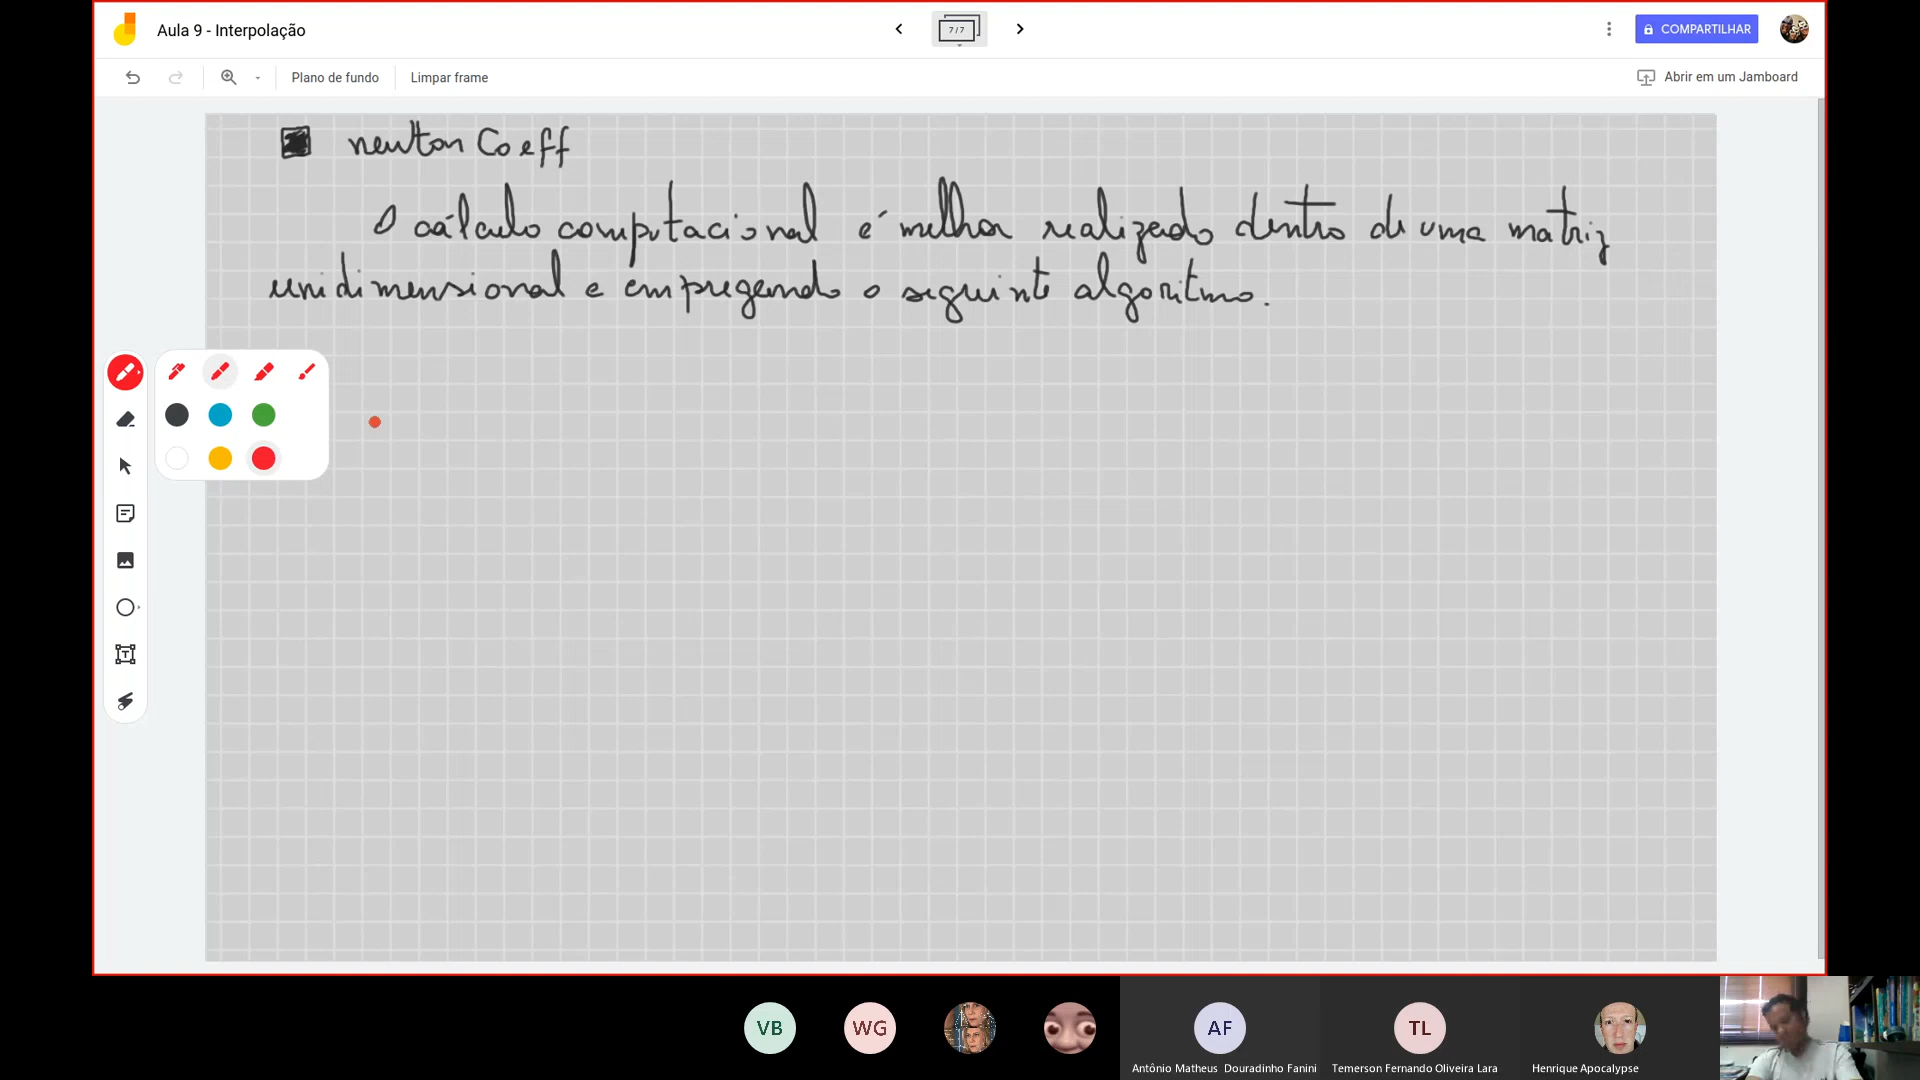 Aula 9 - Interpolação
7 / 7
COMPARTILHAR
Plano de fundo
Limpar frame
Abrir em um Jamboard
newton Coeff
O cálculo computacional é melhor realizado dentro de uma matriz
unidimensional e empregando o seguinte algoritmo.
VB
WG
AF
TL
Antônio Matheus Douradinho Fanini
Temerson Fernando Oliveira Lara
Henrique Apocalypse